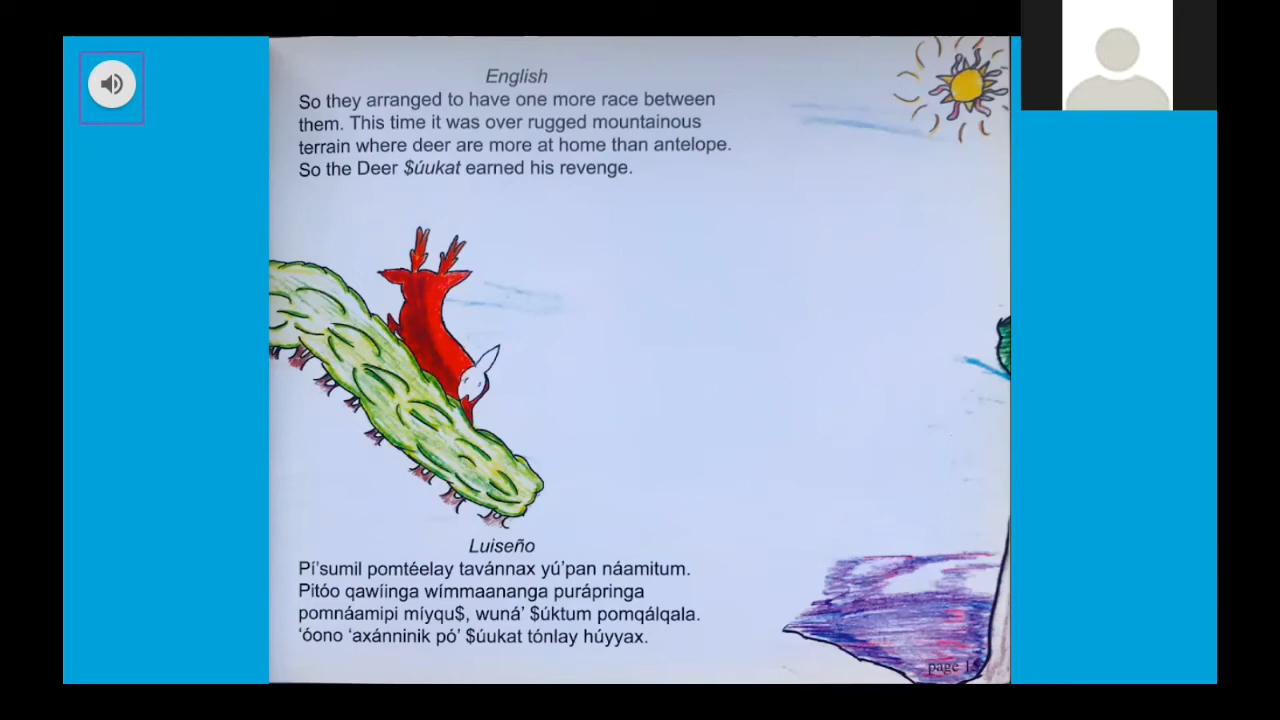 English
So they arranged to have one more race between
them. This time it was over rugged mountainous
terrain where deer are more at home than antelope.
So the Deer $úukat earned his revenge.
Luiseño
Pí’sumil pomtéelay tavánnax yú’pan náamitum.
Pitóo qawíinga wímmaananga purápringa
pomnáamipi míyqu$, wuná’ $úktum pomqálqala.
‘óono ‘axánninik pó’ $úukat tónlay húyyax.
page